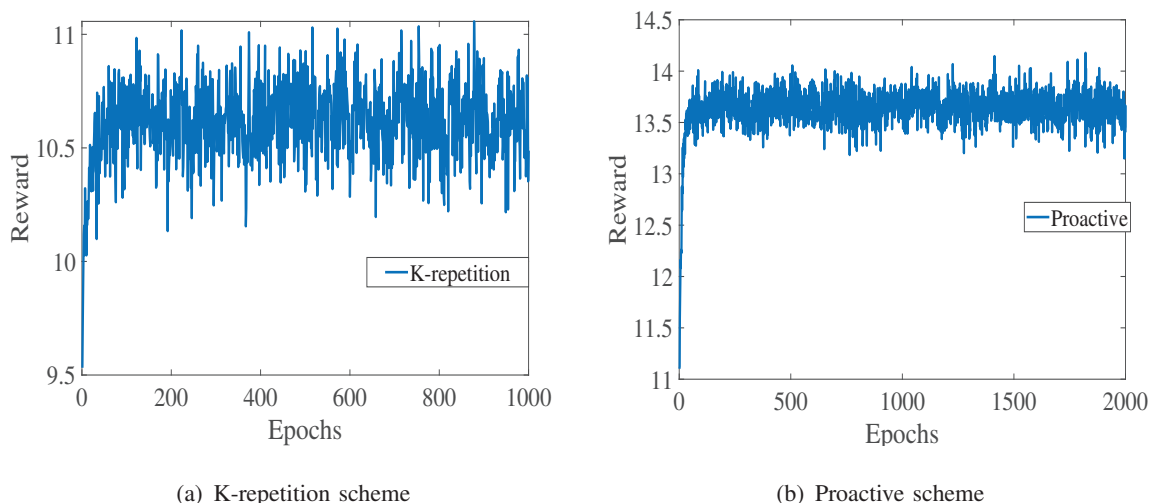 11
10.5
10
9.5
Reward
0 200 400 600 800 1000
Epochs
K-repetition
(a) K-repetition scheme
14.5
14
13.5
13
12.5
12
11.5
11
Reward
0 500 1000 1500 2000
Epochs
Proactive
(b) Proactive scheme